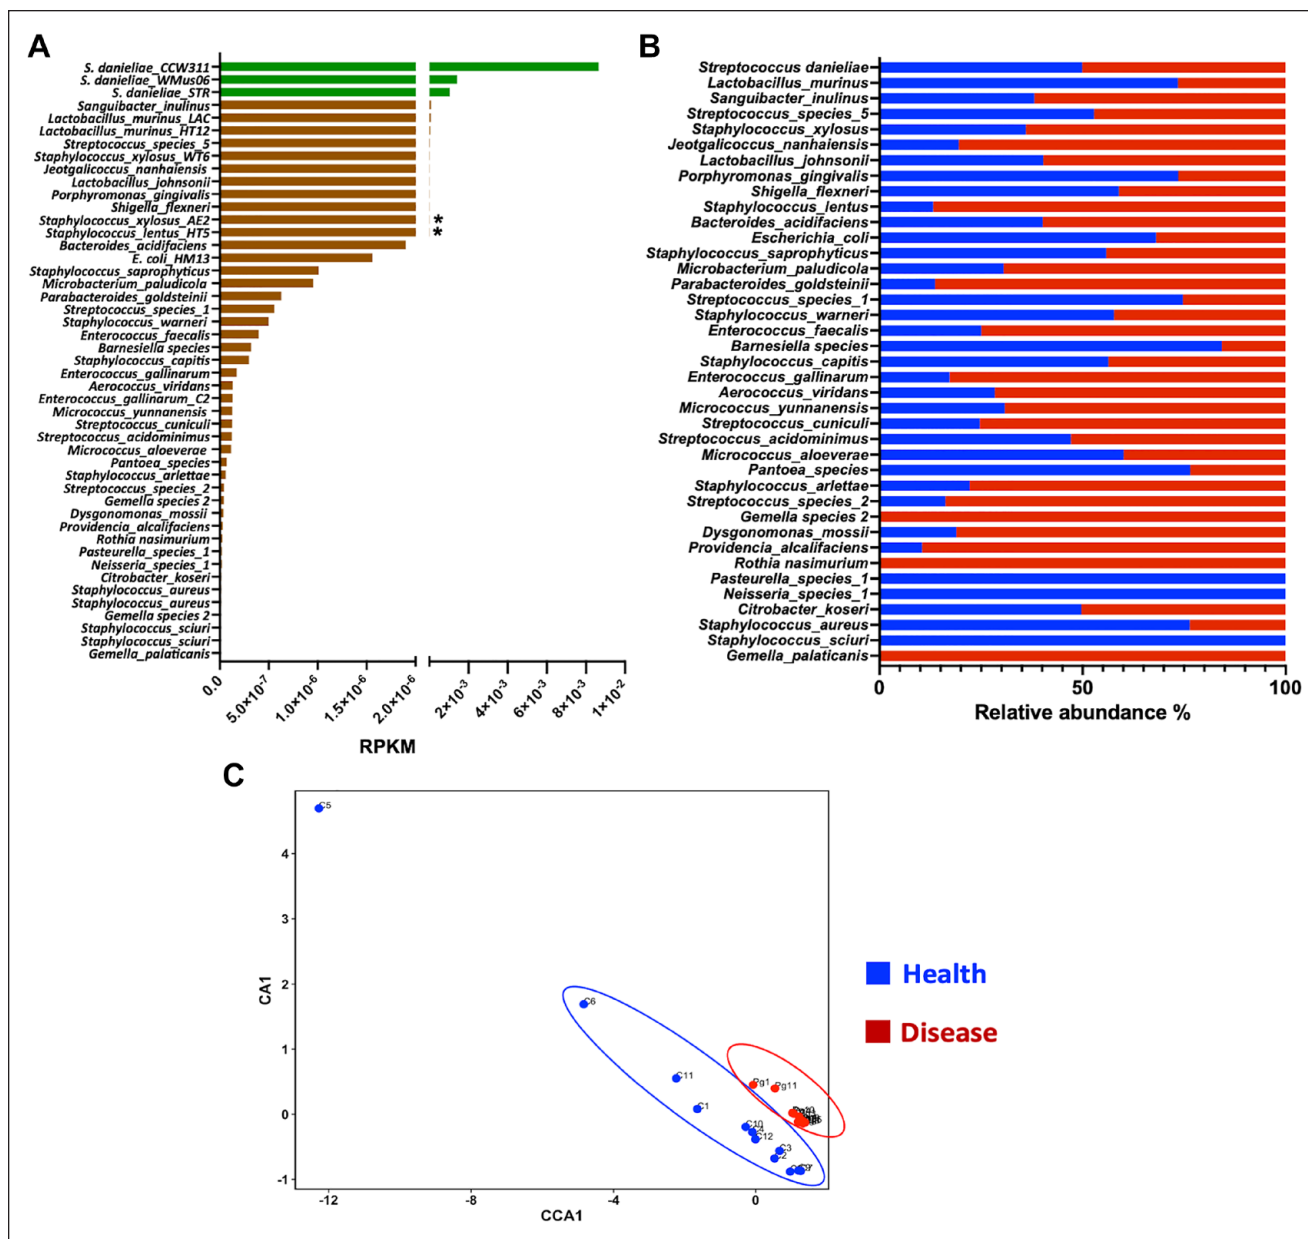 A
S. danieliae_CCW311
S. danieliae_WMus06
S. danieliae_STR
Sanguibacter_inulinus
Lactobacillus_murinus_LAC
Lactobacillus_murinus_HT12
Streptococcus_species_5
Staphylococcus_xylosus_WT6
Jeotgalicoccus_nanhaiensis
Lactobacillus_johnsonii
Porphyromonas_gingivalis
Shigella_flexneri
Staphylococcus_xylosus_AE2
*
Staphylococcus_lentus_HT5
*
Bacteroides_acidifaciens
E. coli_HM13
Staphylococcus_saprophyticus
Microbacterium_paludicola
Parabacteroides_goldsteinii
Streptococcus_species_1
Staphylococcus_warneri
Enterococcus_faecalis
Barnesiella species
Staphylococcus_capitis
Enterococcus_gallinarum
Aerococcus_viridans
Enterococcus_gallinarum_C2
Micrococcus_yunnanensis
Streptococcus_cuniculi
Streptococcus_acidominimus
Micrococcus_aloeverae
Pantoea_species
Staphylococcus_arlettae
Streptococcus_species_2
Gemella species 2
Dysgonomonas_mossii
Providencia_alcalifaciens
Rothia nasimurium
Pasteurella_species_1
Neisseria_species_1
Citrobacter_koseri
Staphylococcus_aureus
Staphylococcus_aureus
Gemella species 2
Staphylococcus_sciuri
Staphylococcus_sciuri
Gemella_palaticanis
0.0
5.0×10-7
1.0×10-6
1.5×10-6
2.0×10-6
2×10-3
4×10-3
6×10-3
8×10-3
1×10-2
RPKM
B
Streptococcus danieliae
Lactobacillus_murinus
Sanguibacter_inulinus
Streptococcus_species_5
Staphylococcus_xylosus
Jeotgalicoccus_nanhaiensis
Lactobacillus_johnsonii
Porphyromonas_gingivalis
Shigella_flexneri
Staphylococcus_lentus
Bacteroides_acidifaciens
Escherichia_coli
Staphylococcus_saprophyticus
Microbacterium_paludicola
Parabacteroides_goldsteinii
Streptococcus_species_1
Staphylococcus_warneri
Enterococcus_faecalis
Barnesiella species
Staphylococcus_capitis
Enterococcus_gallinarum
Aerococcus_viridans
Micrococcus_yunnanensis
Streptococcus_cuniculi
Streptococcus_acidominimus
Micrococcus_aloeverae
Pantoea_species
Staphylococcus_arlettae
Streptococcus_species_2
Gemella species 2
Dysgonomonas_mossii
Providencia_alcalifaciens
Rothia nasimurium
Pasteurella_species_1
Neisseria_species_1
Citrobacter_koseri
Staphylococcus_aureus
Staphylococcus_sciuri
Gemella_palaticanis
0
50
100
Relative abundance %
C
C5
4
3
2
1
0
-1
CA1
C6
C11
C1
C10
C4
C12
C3
C2
Pg1
Pg11
-12
-8
-4
0
CCA1
Health
Disease